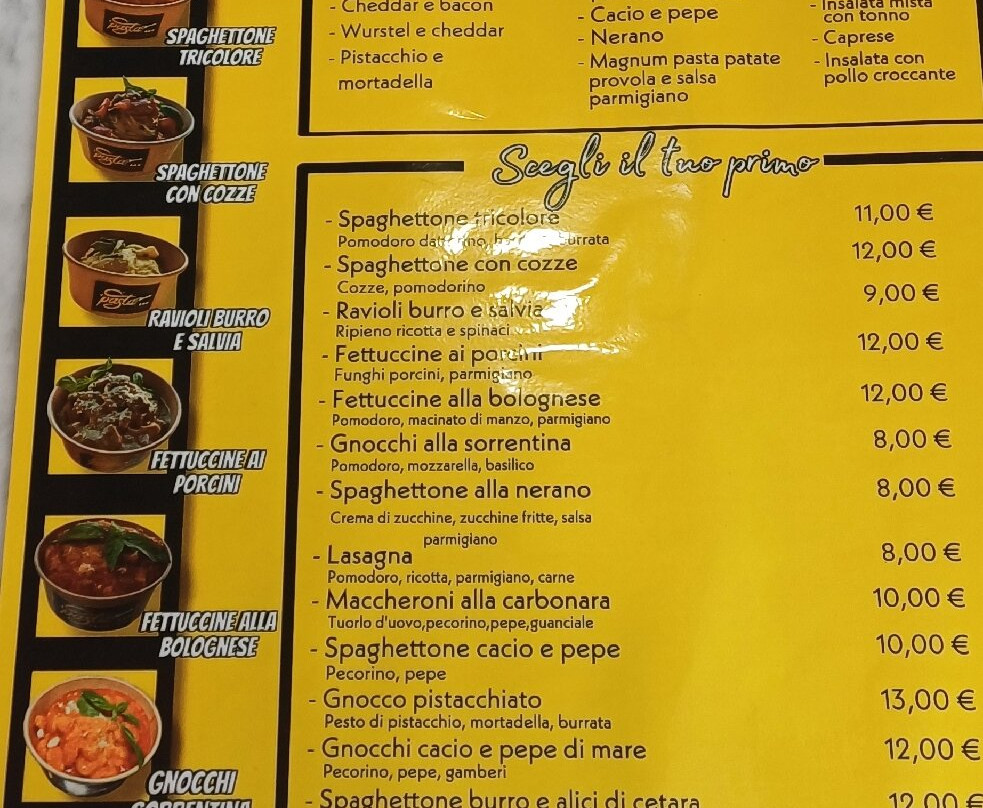 - Cheddar e bacon
- Wurstel e cheddar
- Pistacchio e
mortadella
- Cacio e pepe
- Nerano
- Magnum pasta patate
provola e salsa
parmigiano
- Insalata mista
con tonno
- Caprese
- Insalata con
pollo croccante
SPAGHETTONE
TRICOLORE
SPAGHETTONE
CON COZZE
RAVIOLI BURRO
E SALVIA
FETTUCCINE AI
PORCINI
FETTUCCINE ALLA
BOLOGNESE
GNOCCHI
SORRENTINA
Scegli il tuo primo
- Spaghettone tricolore 11,00 €
Pomodoro burrata
- Spaghettone con cozze 12,00 €
Cozze, pomodorino
- Ravioli burro e salvia 9,00 €
Ripieno ricotta e spinaci
- Fettuccine ai porcini 12,00 €
Funghi porcini, parmigiano
- Fettuccine alla bolognese 12,00 €
Pomodoro, macinato di manzo, parmigiano
- Gnocchi alla sorrentina 8,00 €
Pomodoro, mozzarella, basilico
- Spaghettone alla nerano 8,00 €
Crema di zucchine, zucchine fritte, salsa
parmigiano
- Lasagna 8,00 €
Pomodoro, ricotta, parmigiano, carne
- Maccheroni alla carbonara 10,00 €
Tuorlo d'uovo,pecorino,pepe,guanciale
- Spaghettone cacio e pepe 10,00 €
Pecorino, pepe
- Gnocco pistacchiato 13,00 €
Pesto di pistacchio, mortadella, burrata
- Gnocchi cacio e pepe di mare 12,00 €
Pecorino, pepe, gamberi
- Spaghettone burro e alici di cetara 12,00 €